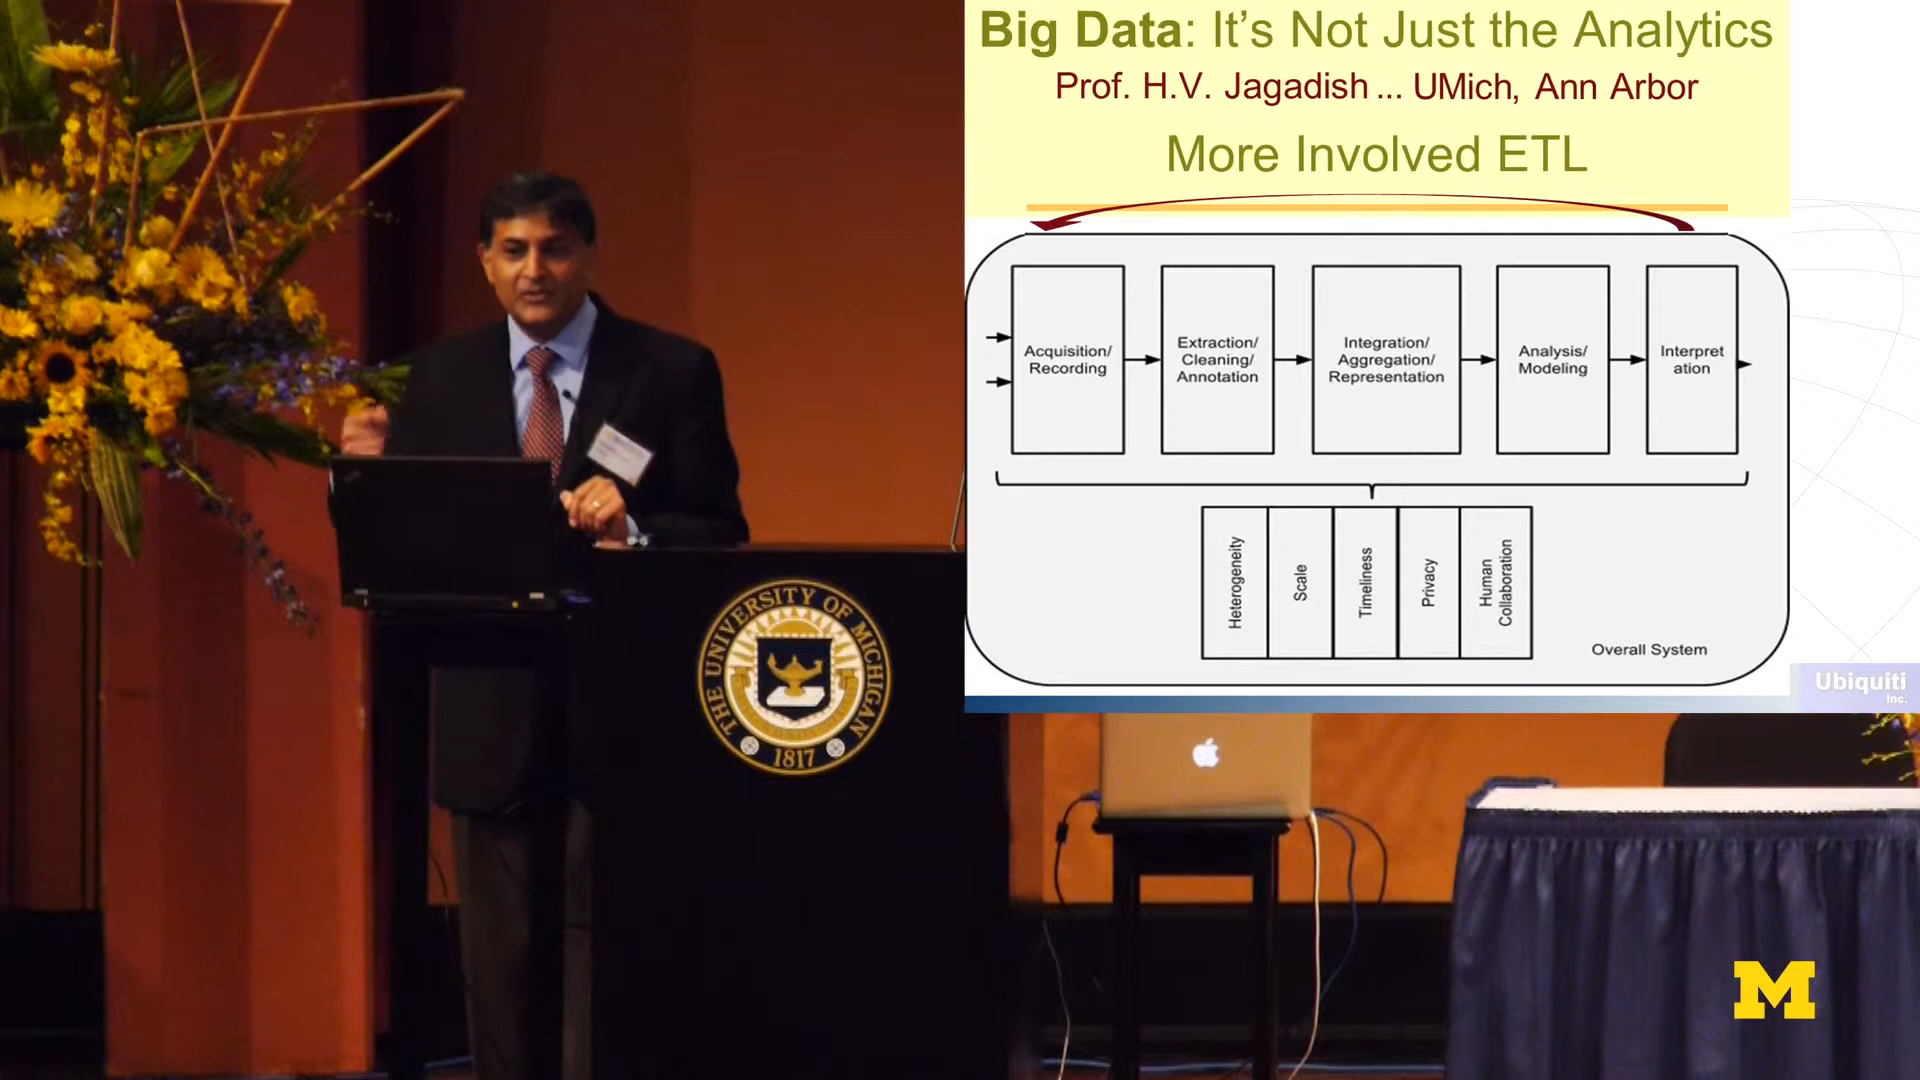 Big Data: It's Not Just the Analytics
Prof. H.V. Jagadish ... UMich, Ann Arbor
More Involved ETL
Acquisition/
Recording
Extraction/
Cleaning/
Annotation
Integration/
Aggregation/
Representation
Analysis/
Modeling
Interpret
ation
Heterogeneity
Scale
Timeliness
Privacy
Human
Collaboration
Overall System
Ubiquiti
Inc.
THE UNIVERSITY OF MICHIGAN
1817
M